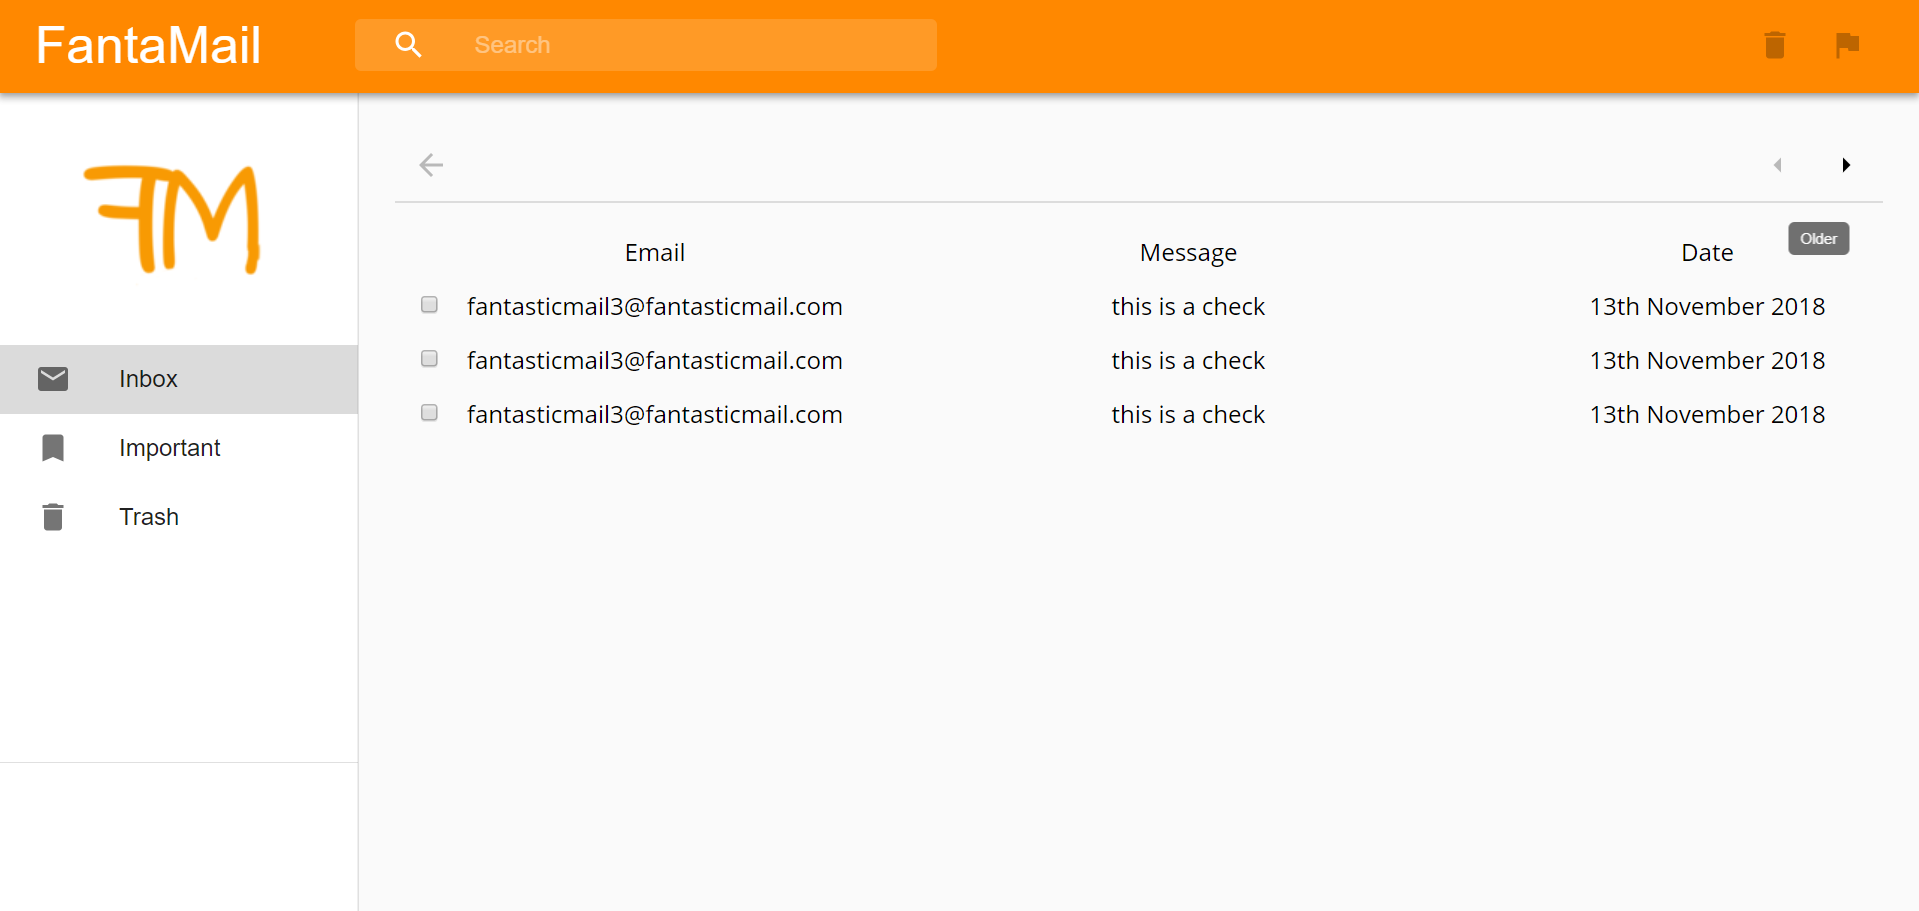 FantaMail
Search
FM
Older
Email Message Date
fantasticmail3@fantasticmail.com this is a check 13th November 2018
fantasticmail3@fantasticmail.com this is a check 13th November 2018
fantasticmail3@fantasticmail.com this is a check 13th November 2018
Inbox
Important
Trash